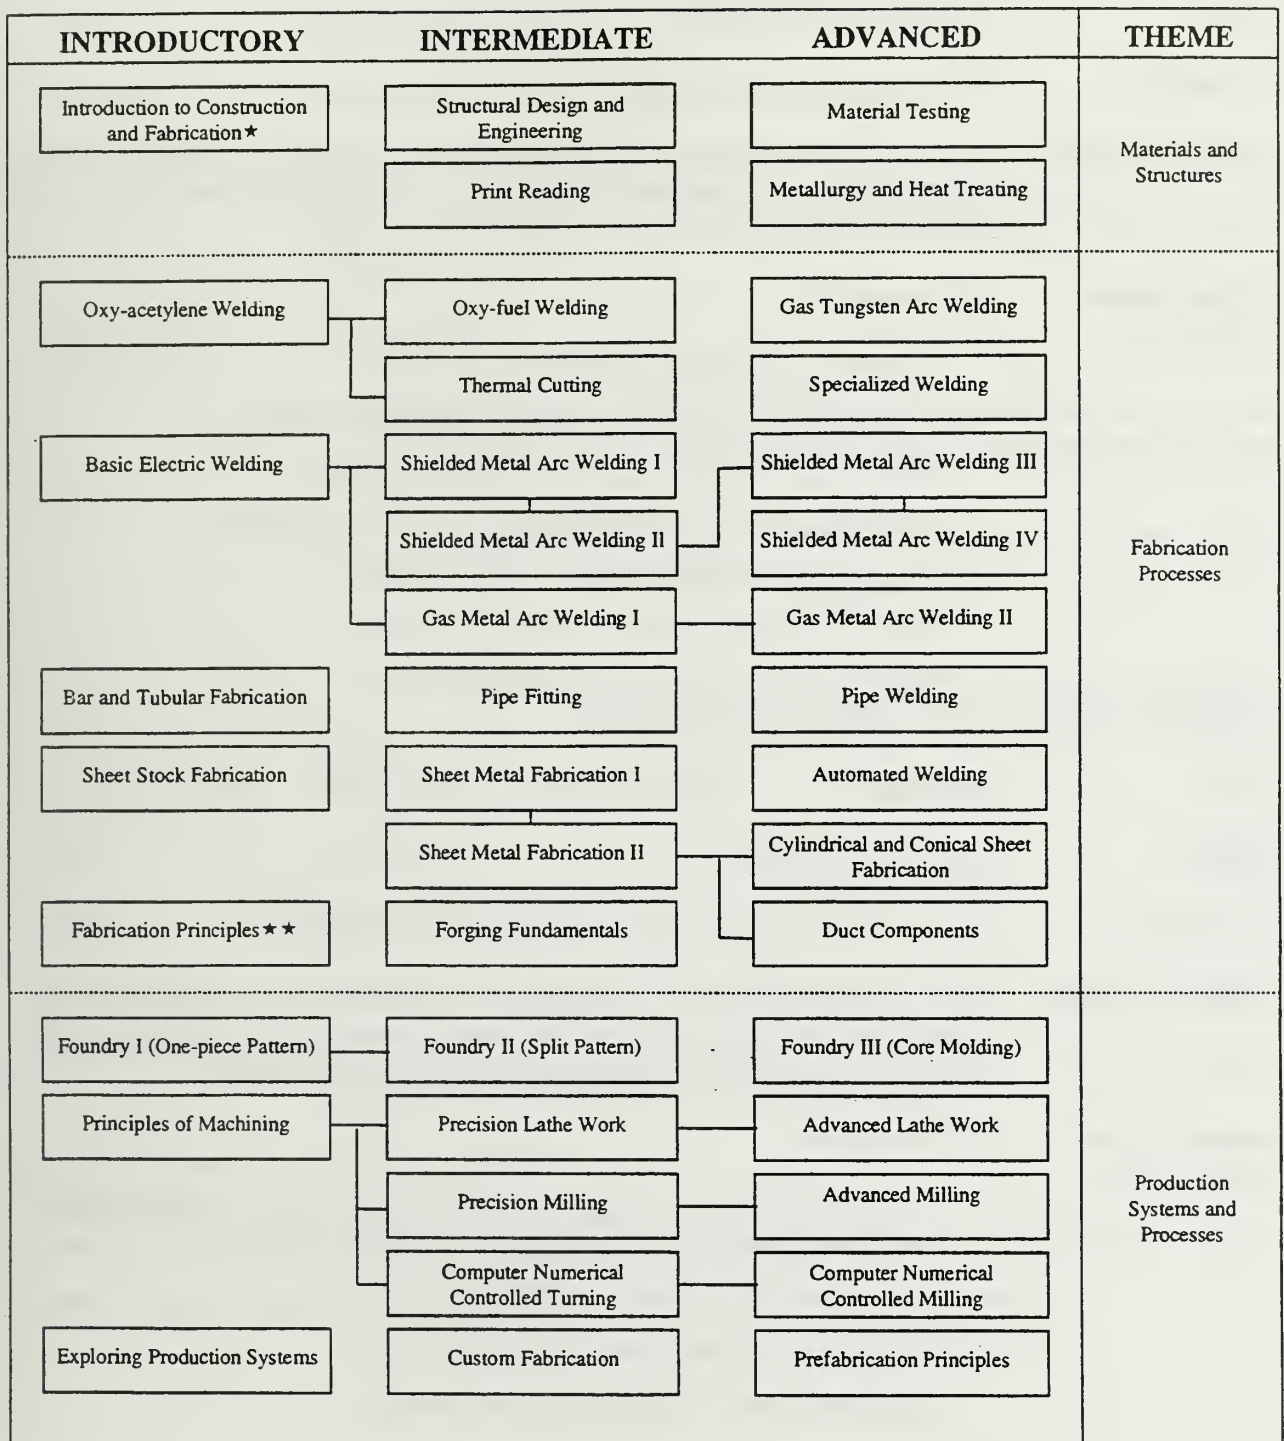 INTRODUCTORY INTERMEDIATE ADVANCED THEME
Introduction to Construction
and Fabrication★
Structural Design and
Engineering
Material Testing
Print Reading
Metallurgy and Heat Treating
Materials and
Structures
Oxy-acetylene Welding
Oxy-fuel Welding
Gas Tungsten Arc Welding
Thermal Cutting
Specialized Welding
Basic Electric Welding
Shielded Metal Arc Welding I
Shielded Metal Arc Welding III
Shielded Metal Arc Welding II
Shielded Metal Arc Welding IV
Gas Metal Arc Welding I
Gas Metal Arc Welding II
Bar and Tubular Fabrication
Pipe Fitting
Pipe Welding
Sheet Stock Fabrication
Sheet Metal Fabrication I
Automated Welding
Sheet Metal Fabrication II
Cylindrical and Conical Sheet
Fabrication
Fabrication Principles★★
Forging Fundamentals
Duct Components
Fabrication
Processes
Foundry I (One-piece Pattern)
Foundry II (Split Pattern)
Foundry III (Core Molding)
Principles of Machining
Precision Lathe Work
Advanced Lathe Work
Precision Milling
Advanced Milling
Computer Numerical
Controlled Turning
Computer Numerical
Controlled Milling
Exploring Production Systems
Custom Fabrication
Prefabrication Principles
Production
Systems and
Processes